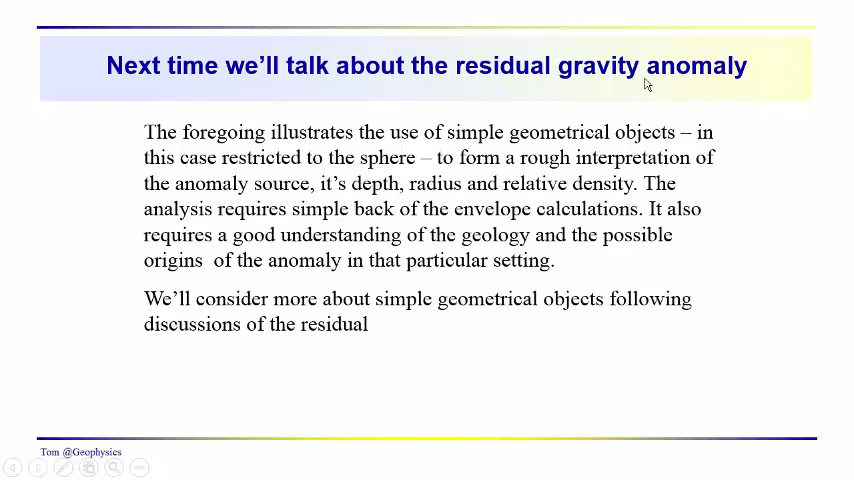 Next time we'll talk about the residual gravity anomaly
The foregoing illustrates the use of simple geometrical objects – in
this case restricted to the sphere – to form a rough interpretation of
the anomaly source, it's depth, radius and relative density. The
analysis requires simple back of the envelope calculations. It also
requires a good understanding of the geology and the possible
origins  of the anomaly in that particular setting.
We'll consider more about simple geometrical objects following
discussions of the residual
Tom @Geophysics